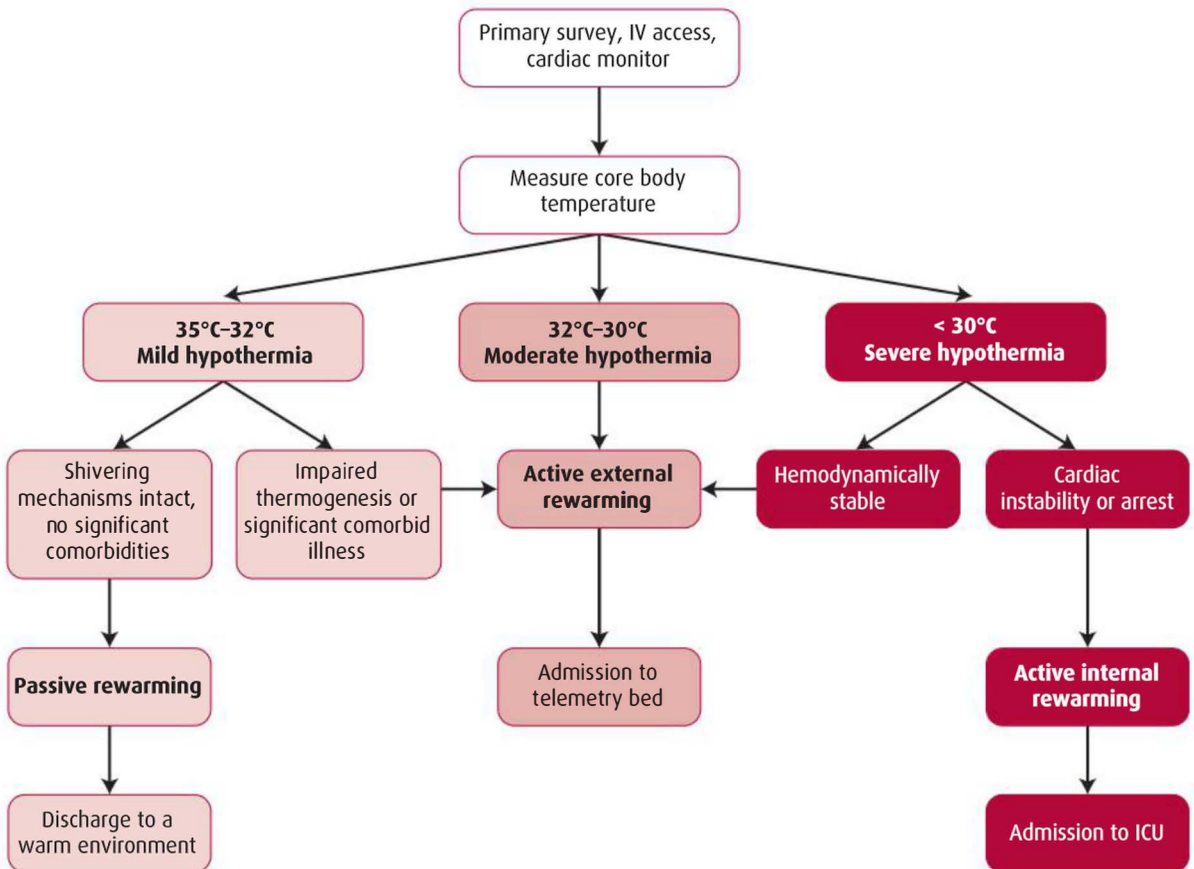 Primary survey, IV access,
cardiac monitor
Measure core body
temperature
35°C–32°C
Mild hypothermia
32°C–30°C
Moderate hypothermia
< 30°C
Severe hypothermia
Shivering
mechanisms intact,
no significant
comorbidities
Impaired
thermogenesis or
significant comorbid
illness
Active external
rewarming
Hemodynamically
stable
Cardiac
instability or arrest
Passive rewarming
Admission to
telemetry bed
Active internal
rewarming
Discharge to a
warm environment
Admission to ICU